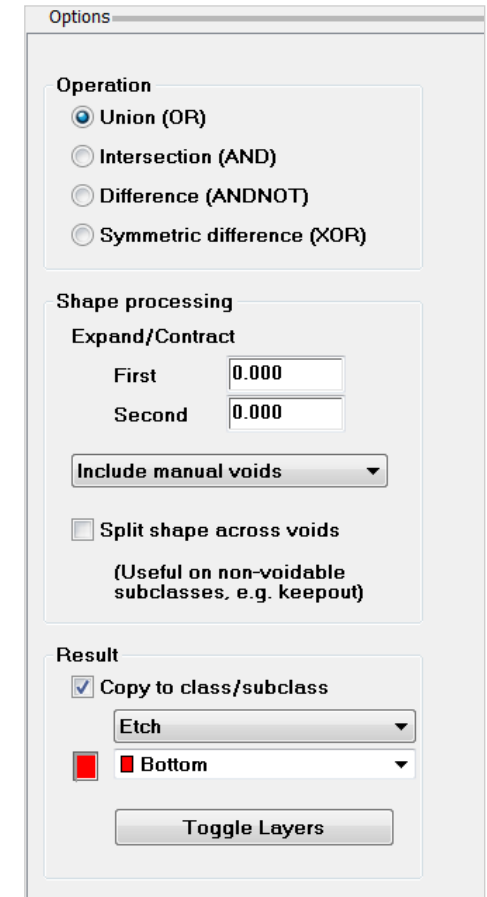 Options
Operation
Union (OR)
Intersection (AND)
Difference (ANDNOT)
Symmetric difference (XOR)
Shape processing
Expand/Contract
First 0.000
Second 0.000
Include manual voids
Split shape across voids
(Useful on non-voidable
subclasses, e.g. keepout)
Result
Copy to class/subclass
Etch
Bottom
Toggle Layers